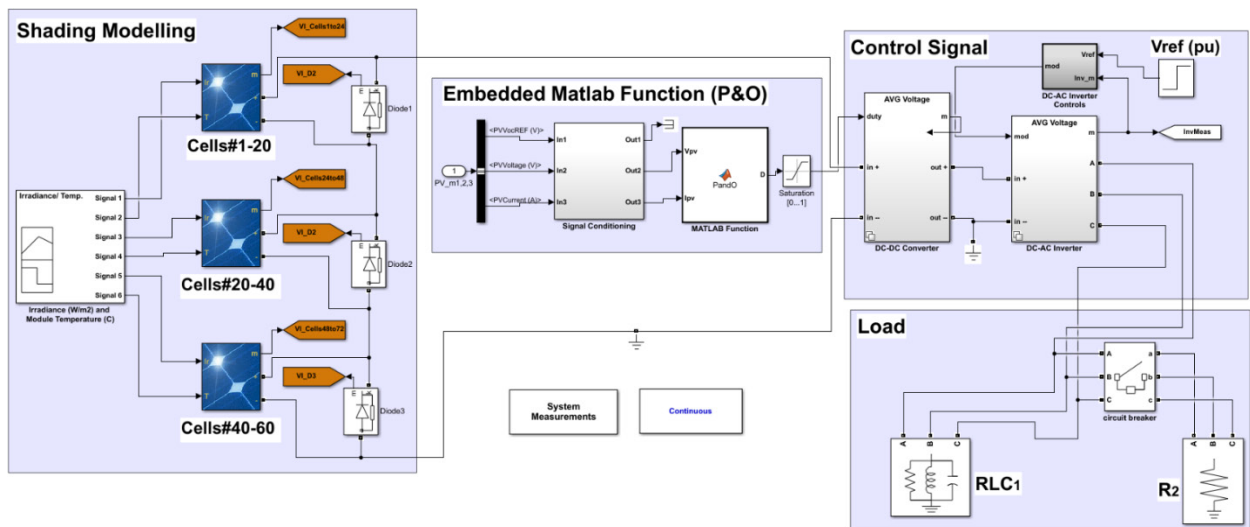 Shading Modelling
VI_Cells1to24
VI_D2
Ir
T
m
+
-
m
Diode1
Cells#1-20
Irradiance/ Temp.
Signal 1
Signal 2
Signal 3
Signal 4
Signal 5
Signal 6
Irradiance (W/m2) and
Module Temperature (C)
VI_Cells24to48
VI_D2
T
m
+
-
Diode2
Cells#20-40
VI_Cells48to72
VI_D3
T
m
+
-
Diode3
Cells#40-60
Embedded Matlab Function (P&O)
1
PV_m1,2,3
<PVVocREF (V)>
<PVVoltage (V)>
<PVCurrent (A)>
In1
In2
In3
Out1
Out2
Out3
Signal Conditioning
Vpv
Ipv
PandO
D
MATLAB Function
Saturation
[0...1]
System
Measurements
Continuous
Control Signal
Vref (pu)
mod
Vref
Inv_m
DC-AC Inverter
Controls
AVG Voltage
duty
m
in +
out +
in --
out --
DC-DC Converter
AVG Voltage
mod
m
in +
in --
A
B
C
DC-AC Inverter
InvMeas
Load
A
B
C
a
b
c
circuit breaker
A
B
C
RLC1
A
B
C
R2